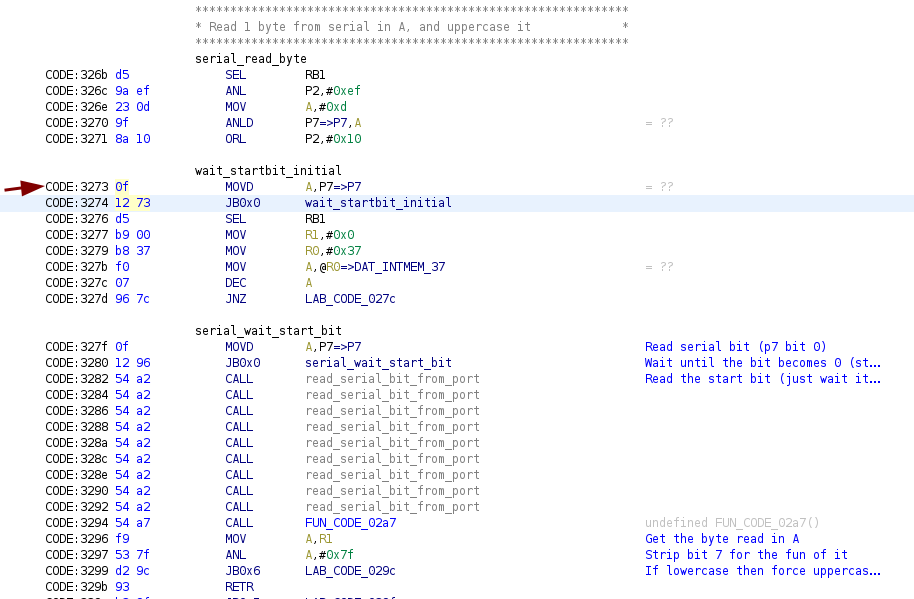 *************************************************************
* Read 1 byte from serial in A, and uppercase it *
*************************************************************
serial_read_byte
CODE:326b d5 SEL RB1
CODE:326c 9a ef ANL P2,#0xef
CODE:326e 23 0d MOV A,#0xd
CODE:3270 9f ANLD P7=>P7,A = ??
CODE:3271 8a 10 ORL P2,#0x10
wait_startbit_initial
CODE:3273 0f MOVD A,P7=>P7 = ??
CODE:3274 12 73 JB0x0 wait_startbit_initial
CODE:3276 d5 SEL RB1
CODE:3277 b9 00 MOV R1,#0x0
CODE:3279 b8 37 MOV R0,#0x37
CODE:327b f0 MOV A,@R0=>DAT_INTMEM_37 = ??
CODE:327c 07 DEC A
CODE:327d 96 7c JNZ LAB_CODE_027c
serial_wait_start_bit
CODE:327f 0f MOVD A,P7=>P7 Read serial bit (p7 bit 0)
CODE:3280 12 96 JB0x0 serial_wait_start_bit Wait until the bit becomes 0 (st...
CODE:3282 54 a2 CALL read_serial_bit_from_port Read the start bit (just wait it...
CODE:3284 54 a2 CALL read_serial_bit_from_port
CODE:3286 54 a2 CALL read_serial_bit_from_port
CODE:3288 54 a2 CALL read_serial_bit_from_port
CODE:328a 54 a2 CALL read_serial_bit_from_port
CODE:328c 54 a2 CALL read_serial_bit_from_port
CODE:328e 54 a2 CALL read_serial_bit_from_port
CODE:3290 54 a2 CALL read_serial_bit_from_port
CODE:3292 54 a2 CALL read_serial_bit_from_port
CODE:3294 54 a7 CALL FUN_CODE_02a7 undefined FUN_CODE_02a7()
CODE:3296 f9 MOV A,R1 Get the byte read in A
CODE:3297 53 7f ANL A,#0x7f Strip bit 7 for the fun of it
CODE:3299 d2 9c JB0x6 LAB_CODE_029c If lowercase then force uppercas...
CODE:329b 93 RETR